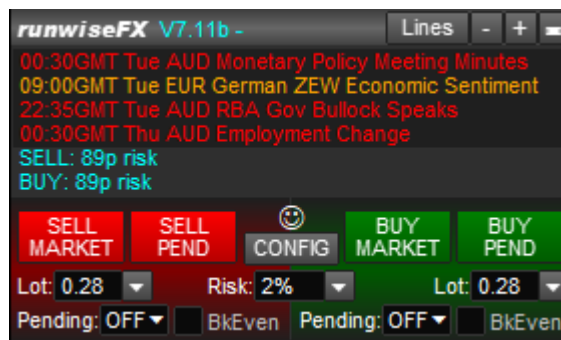 runwiseFX V7.11b - Lines - +
00:30GMT Tue AUD Monetary Policy Meeting Minutes
09:00GMT Tue EUR German ZEW Economic Sentiment
22:35GMT Tue AUD RBA Gov Bullock Speaks
00:30GMT Thu AUD Employment Change
SELL: 89p risk
BUY: 89p risk
SELL MARKET
SELL PEND
CONFIG
BUY MARKET
BUY PEND
Lot: 0.28 Risk: 2% Lot: 0.28
Pending: OFF BkEven Pending: OFF BkEven